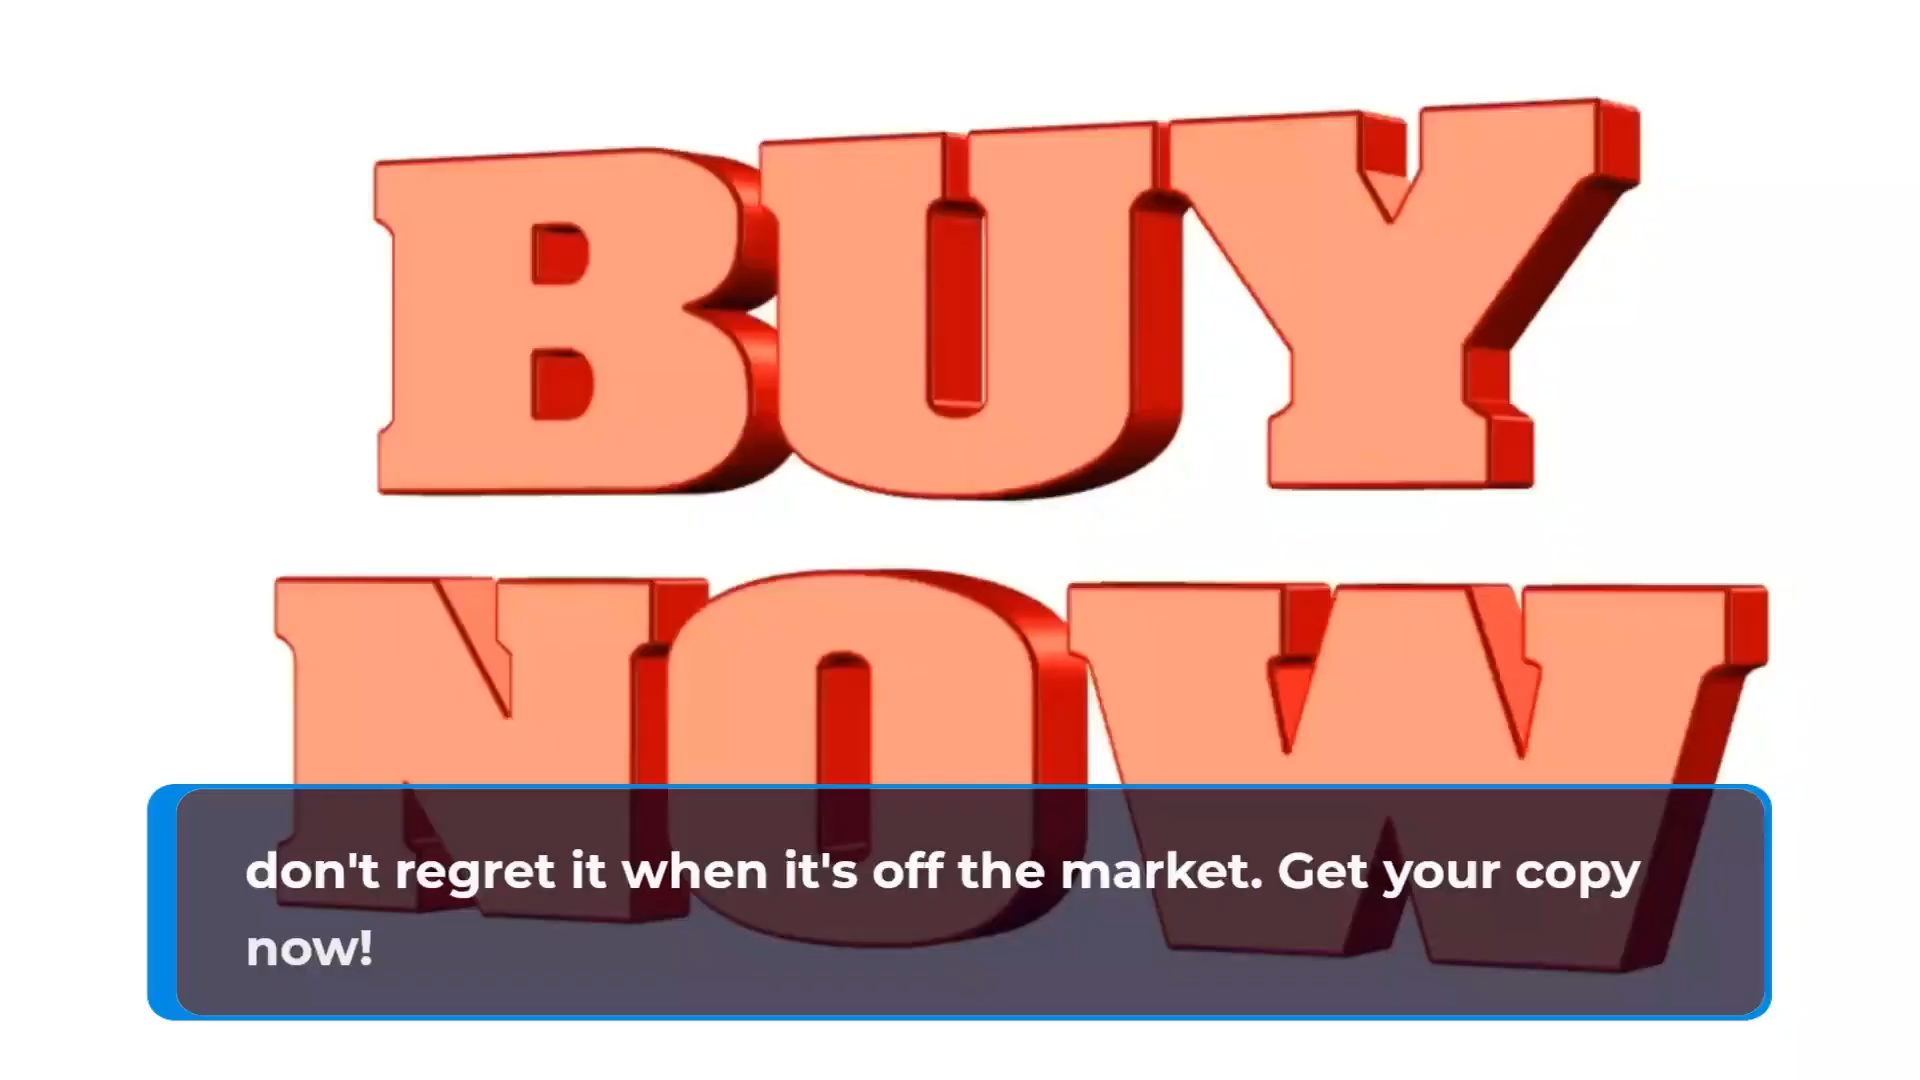 BUY
NOW
don't regret it when it's off the market. Get your copy
now!